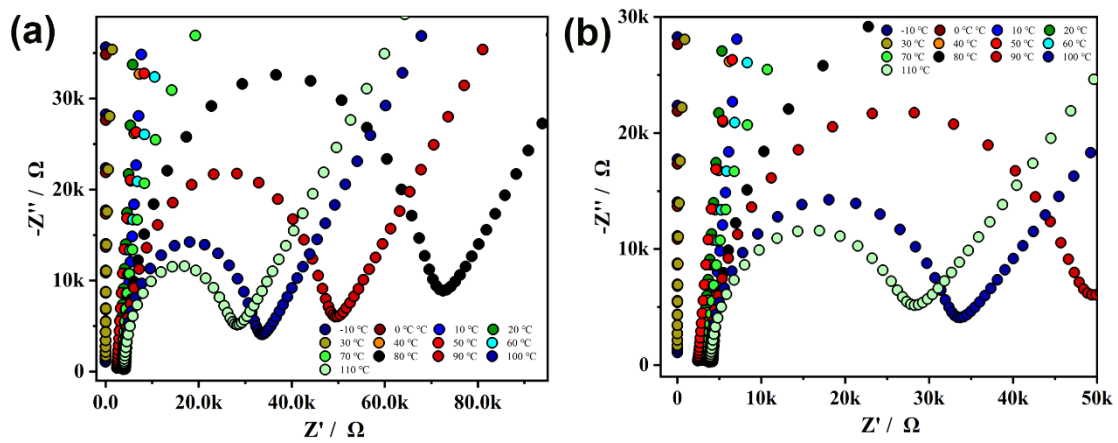 (a)
-Z'' / Ω
30k
20k
10k
0
0.0
20.0k
40.0k
60.0k
80.0k
Z' / Ω
-10 °C
0 °C °C
10 °C
20 °C
30 °C
40 °C
50 °C
60 °C
70 °C
80 °C
90 °C
100 °C
110 °C
(b)
-Z'' / Ω
30k
20k
10k
0
0
10k
20k
30k
40k
50k
Z' / Ω
-10 °C
0 °C °C
10 °C
20 °C
30 °C
40 °C
50 °C
60 °C
70 °C
80 °C
90 °C
100 °C
110 °C